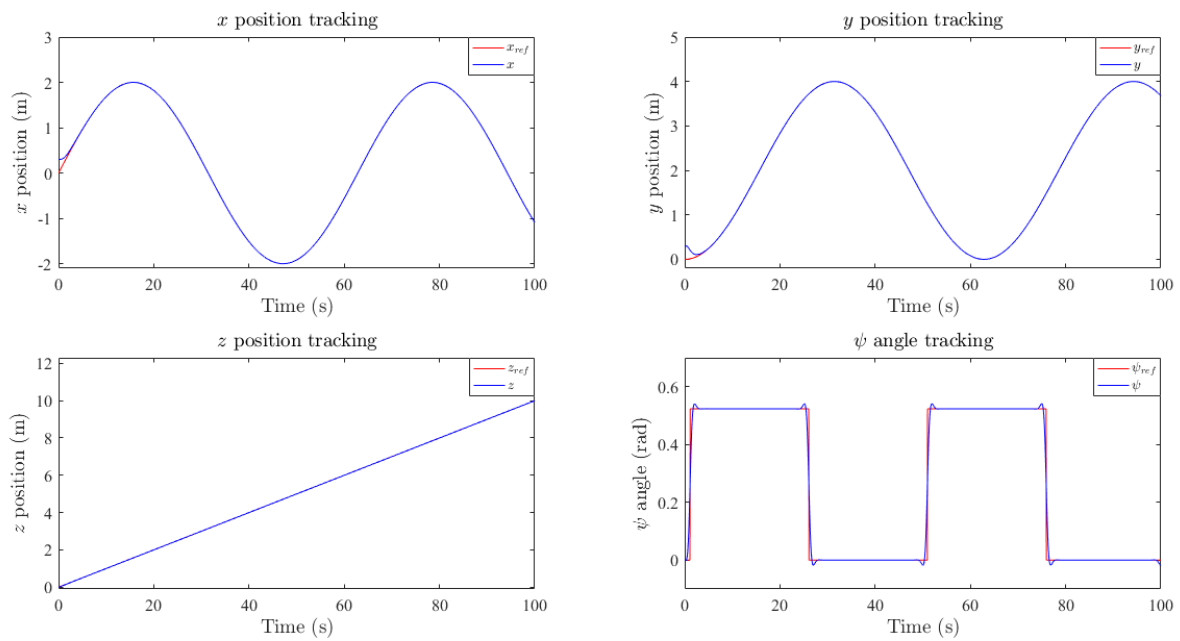 x position tracking
3
2
1
0
-1
-2
x position (m)
0 20 40 60 80 100
Time (s)
x_ref
x
y position tracking
5
4
3
2
1
0
y position (m)
0 20 40 60 80 100
Time (s)
y_ref
y
z position tracking
12
10
8
6
4
2
0
z position (m)
0 20 40 60 80 100
Time (s)
z_ref
z
ψ angle tracking
0.6
0.4
0.2
0
ψ angle (rad)
0 20 40 60 80 100
Time (s)
ψ_ref
ψ